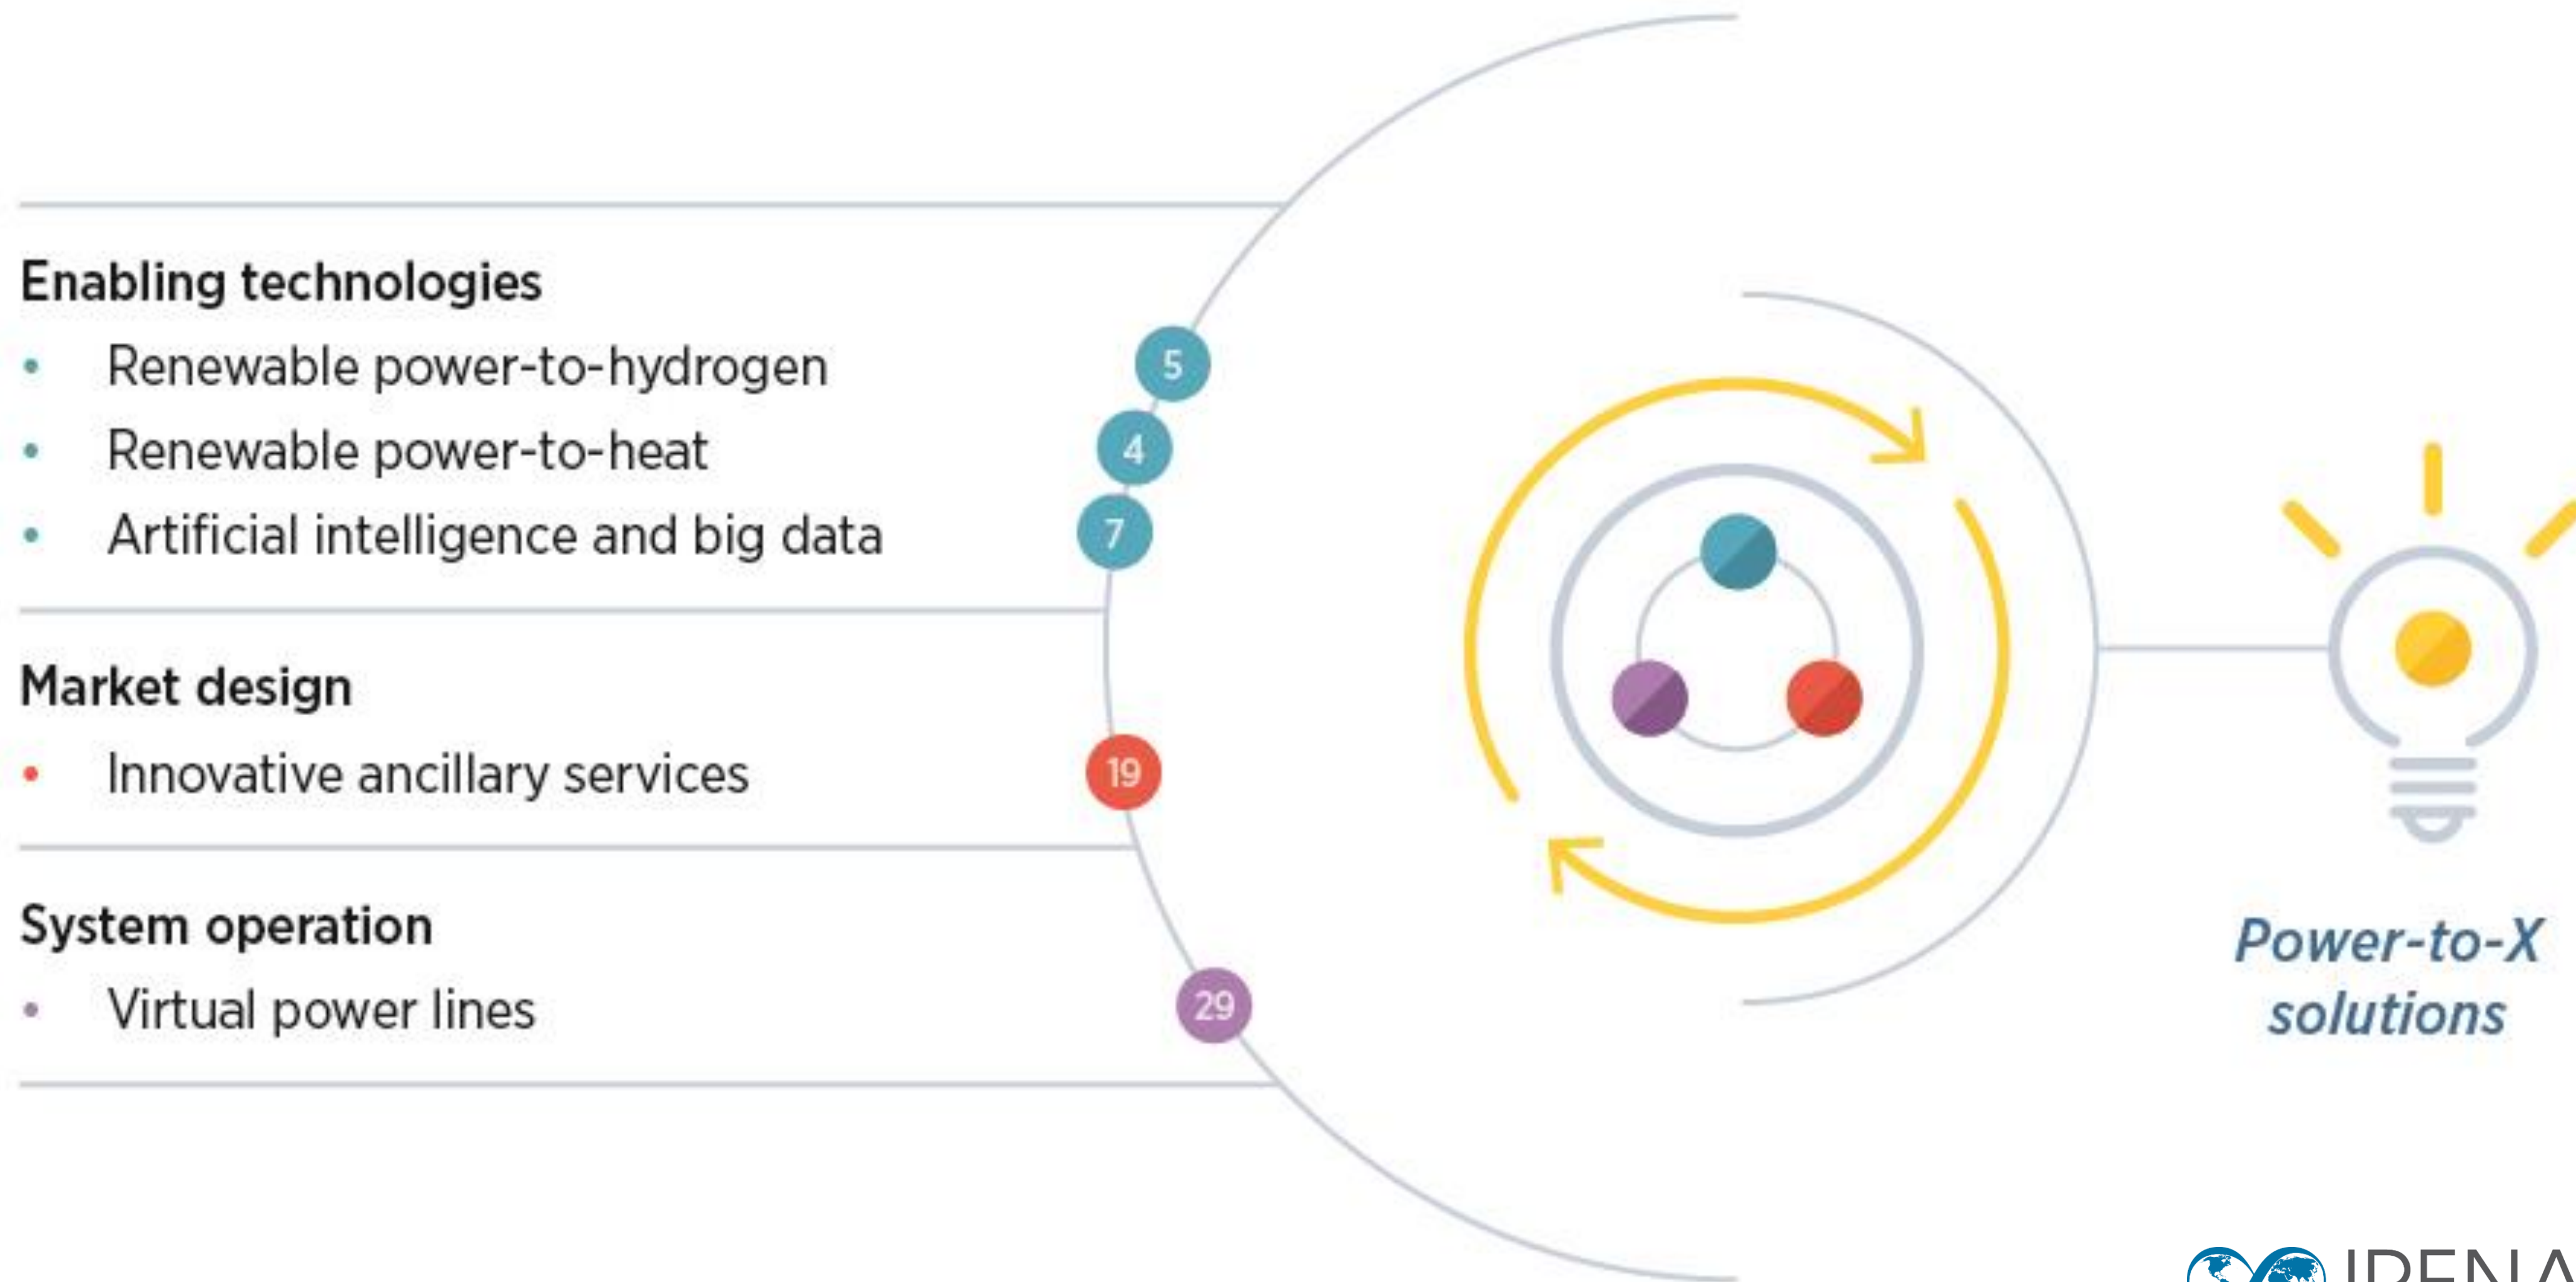 Enabling technologies
• Renewable power-to-hydrogen
5
• Renewable power-to-heat
4
• Artificial intelligence and big data
7
Market design
• Innovative ancillary services
19
System operation
• Virtual power lines
29
Power-to-X
solutions
IRENA